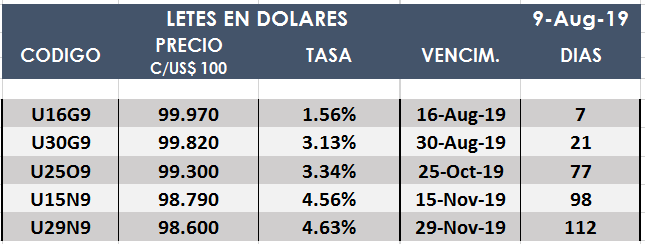 LETES EN DOLARES 9-Aug-19
CODIGO PRECIO C/US$ 100 TASA VENCIM. DIAS
U16G9 99.970 1.56% 16-Aug-19 7
U30G9 99.820 3.13% 30-Aug-19 21
U25O9 99.300 3.34% 25-Oct-19 77
U15N9 98.790 4.56% 15-Nov-19 98
U29N9 98.600 4.63% 29-Nov-19 112